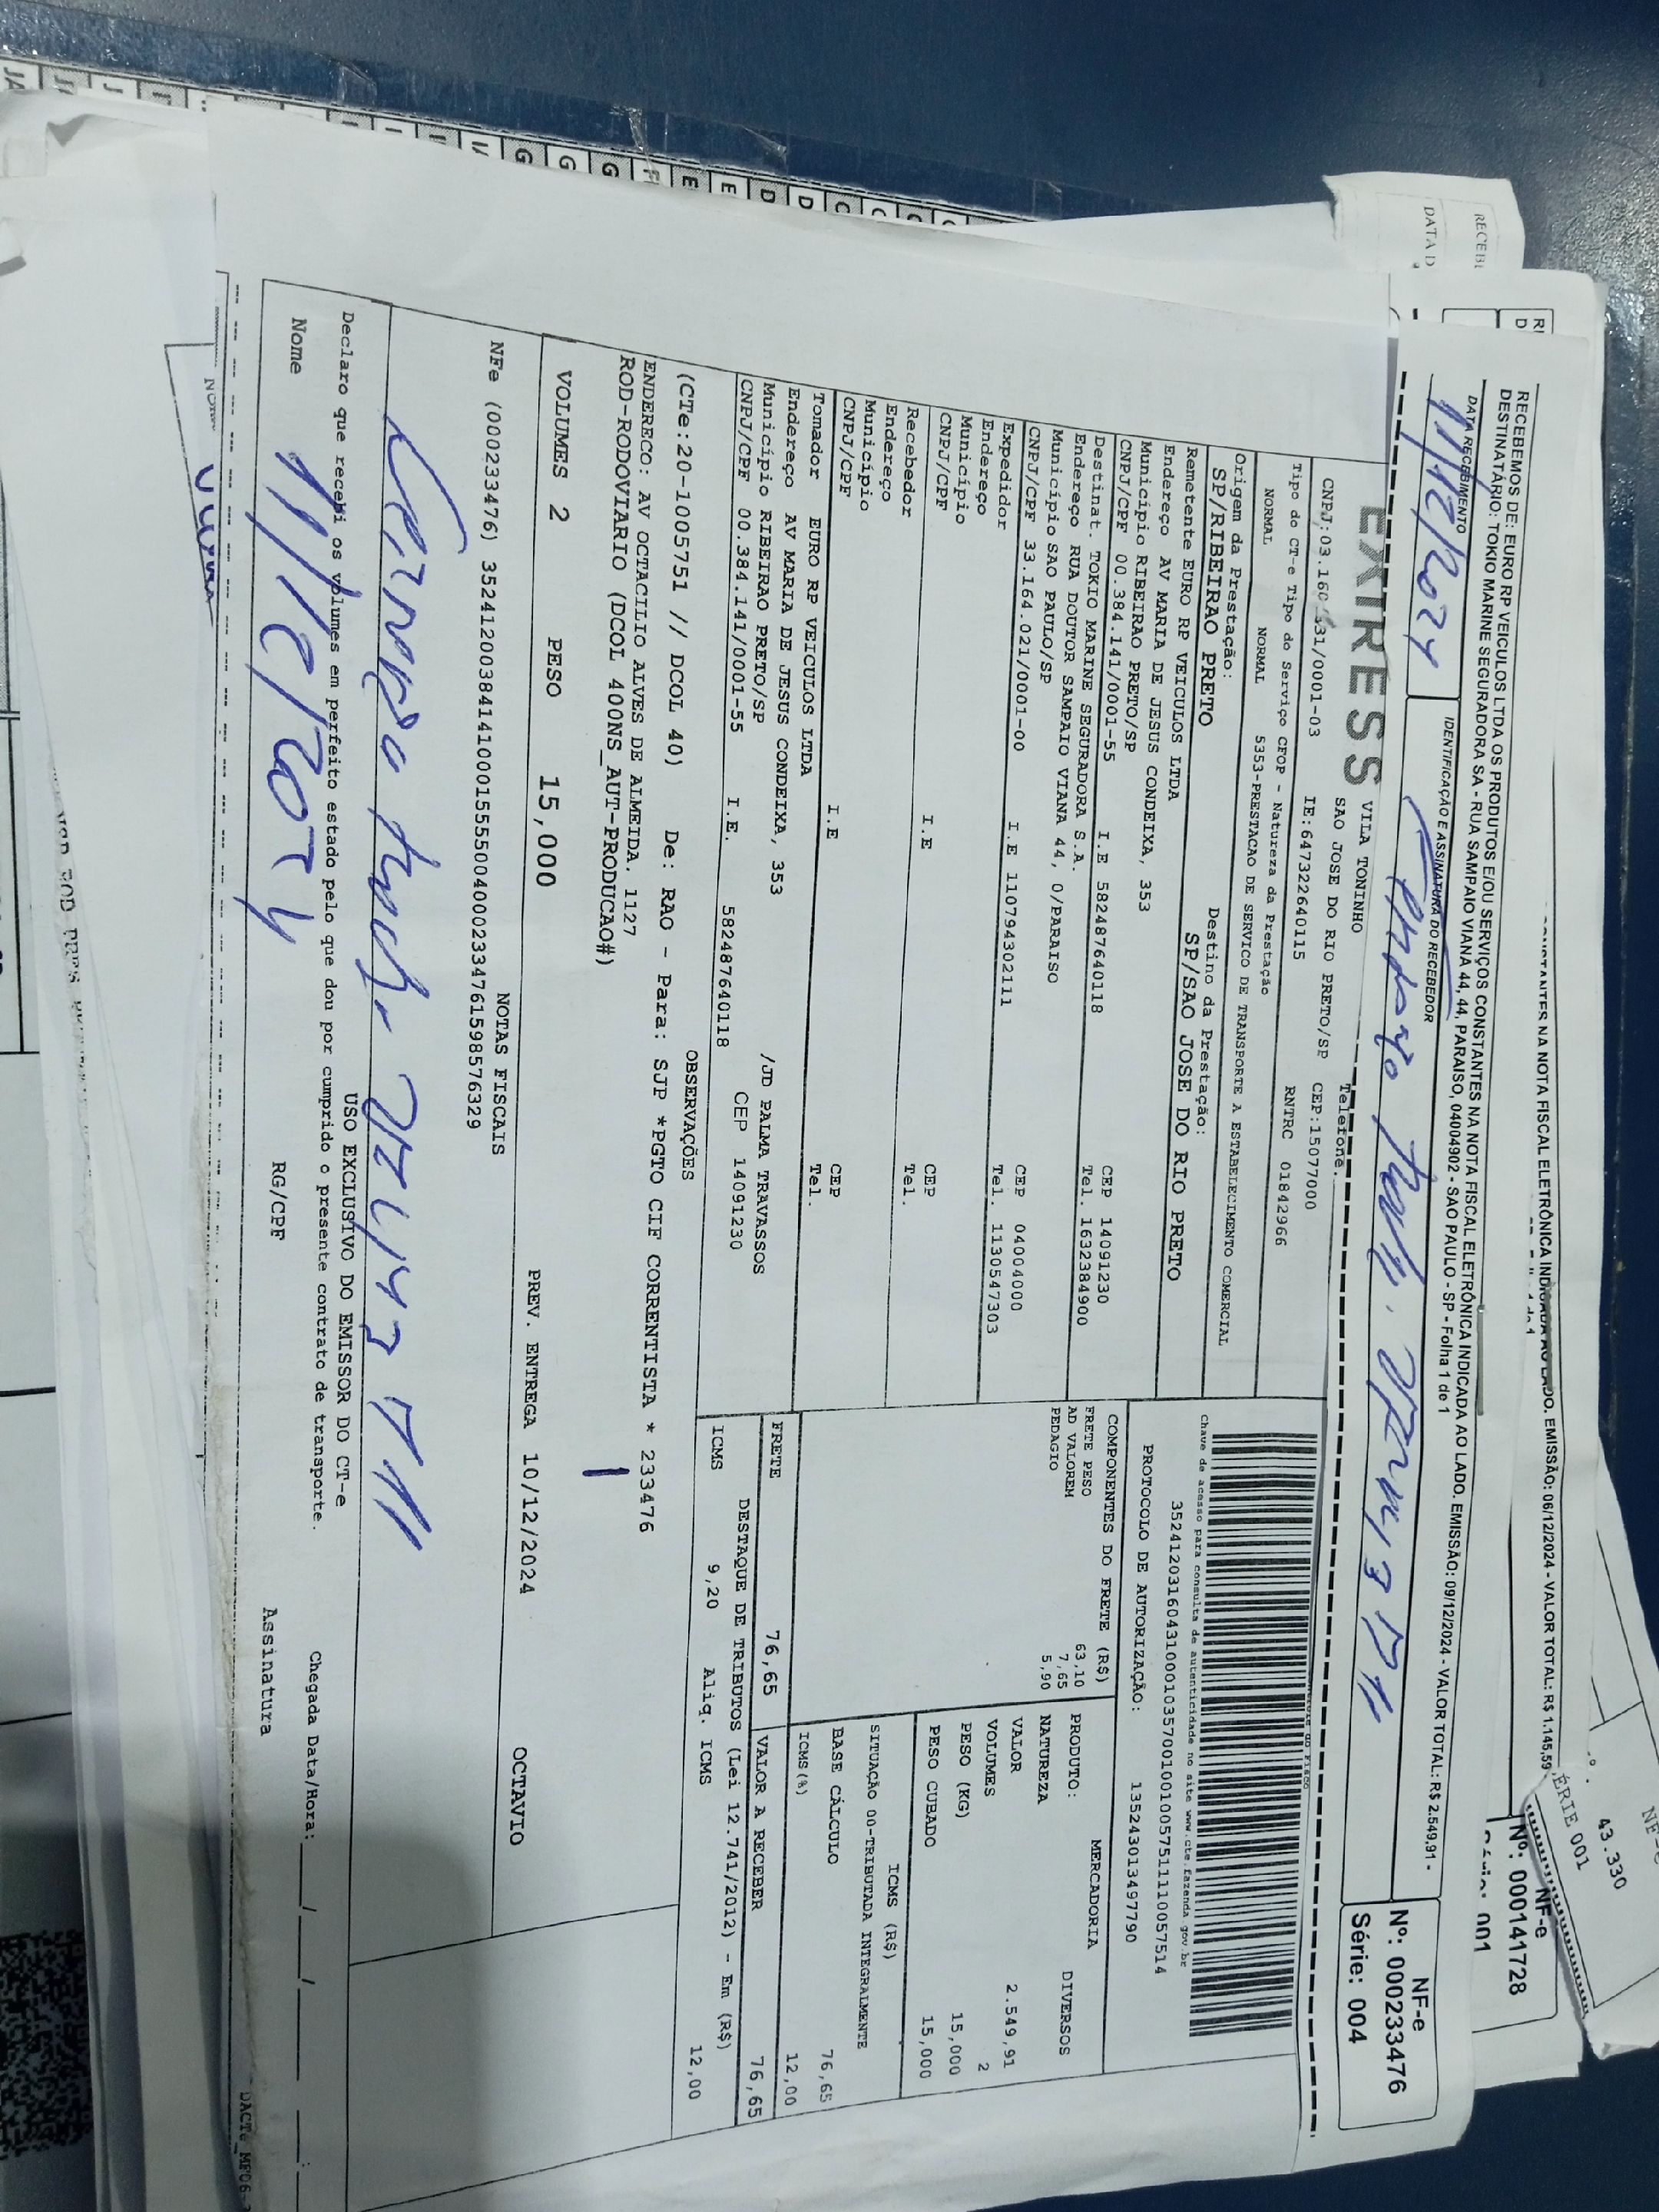 RECEBEMOS DE: EURO RP VEICULOS LTDA OS PRODUTOS E/OU SERVIÇOS CONSTANTES NA NOTA FISCAL ELETRÔNICA INDICADA AO LADO. EMISSÃO: 09/12/2024 - VALOR TOTAL: R$ 2.549,91 -
DESTINATÁRIO: TOKIO MARINE SEGURADORA SA - RUA SAMPAIO VIANA 44, 44, PARAISO, 04004902 - SAO PAULO - SP - Folha 1 de 1
DATA RECEBIMENTO
IDENTIFICAÇÃO E ASSINATURA DO RECEBEDOR
11/12/2024
NF-e
Nº: 000233476
Série: 004
EMISSÃO: 06/12/2024 - VALOR TOTAL: R$ 1.145,59
NF-e
Nº: 000141728
43.330
EXPRESS
VILA TONINHO
SAO JOSE DO RIO PRETO/SP
Telefone.
IE:647322640115
CEP:15077000
RNTRC 01842966
Tipo do CT-e Tipo do Serviço CFOP - Natureza da Prestação
NORMAL NORMAL 5353-PRESTACAO DE SERVICO DE TRANSPORTE A ESTABELECIMENTO COMERCIAL
Origem da Prestação: Destino da Prestação:
SP/RIBEIRAO PRETO SP/SAO JOSE DO RIO PRETO
Remetente EURO RP VEICULOS LTDA
Endereço AV MARIA DE JESUS CONDEIXA, 353
Município RIBEIRAO PRETO/SP CEP 14091230
CNPJ/CPF 00.384.141/0001-55 I.E 582487640118 Tel. 1632384900
Destinat. TOKIO MARINE SEGURADORA S.A.
Endereço RUA DOUTOR SAMPAIO VIANA 44, 0/PARAISO
Município SAO PAULO/SP CEP 04004000
CNPJ/CPF 33.164.021/0001-00 I.E 110794302111 Tel. 1130547303
Expedidor
Endereço
Município CEP
CNPJ/CPF I.E Tel.
Recebedor
Endereço
Município CEP
CNPJ/CPF I.E Tel.
Tomador EURO RP VEICULOS LTDA
Endereço AV MARIA DE JESUS CONDEIXA, 353 /JD PALMA TRAVASSOS
Município RIBEIRAO PRETO/SP CEP 14091230
CNPJ/CPF 00.384.141/0001-55 I.E. 582487640118
Chave de acesso para consulta de autenticidade no site www.cte.fazenda.gov.br
PROTOCOLO DE AUTORIZAÇÃO: 135243013497790
COMPONENTES DO FRETE (R$)
FRETE PESO 63,10
AD VALOREM 7,65
PEDAGIO 5,90
MERCADORIA
PRODUTO: DIVERSOS
NATUREZA
VALOR 2.549,91
VOLUMES 2
PESO (KG) 15,000
PESO CUBADO 15,000
ICMS (R$)
SITUAÇÃO 00-TRIBUTADA INTEGRALMENTE
BASE CÁLCULO 76,65
ICMS(%) 12,00
FRETE 76,65 VALOR A RECEBER 76,65
DESTAQUE DE TRIBUTOS (Lei 12.741/2012) - Em (R$)
ICMS 9,20 Aliq. ICMS 12,00
OBSERVAÇÕES
(CTe:20-1005751 // DCOL 40) De: RAO - Para: SJP *PGTO CIF CORRENTISTA * 233476
ENDERECO: AV OCTACILIO ALVES DE ALMEIDA. 1127
ROD-RODOVIARIO (DCOL 400NS_AUT-PRODUCAO#)
VOLUMES 2 PESO 15,000 PREV. ENTREGA 10/12/2024 OCTAVIO
NOTAS FISCAIS
NFe (000233476) 35241200384141000155550040002334761598576329
USO EXCLUSIVO DO EMISSOR DO CT-e
Declaro que recebi os volumes em perfeito estado pelo que dou por cumprido o presente contrato de transporte.
Chegada Data/Hora:
Nome RG/CPF Assinatura
11/12/2024